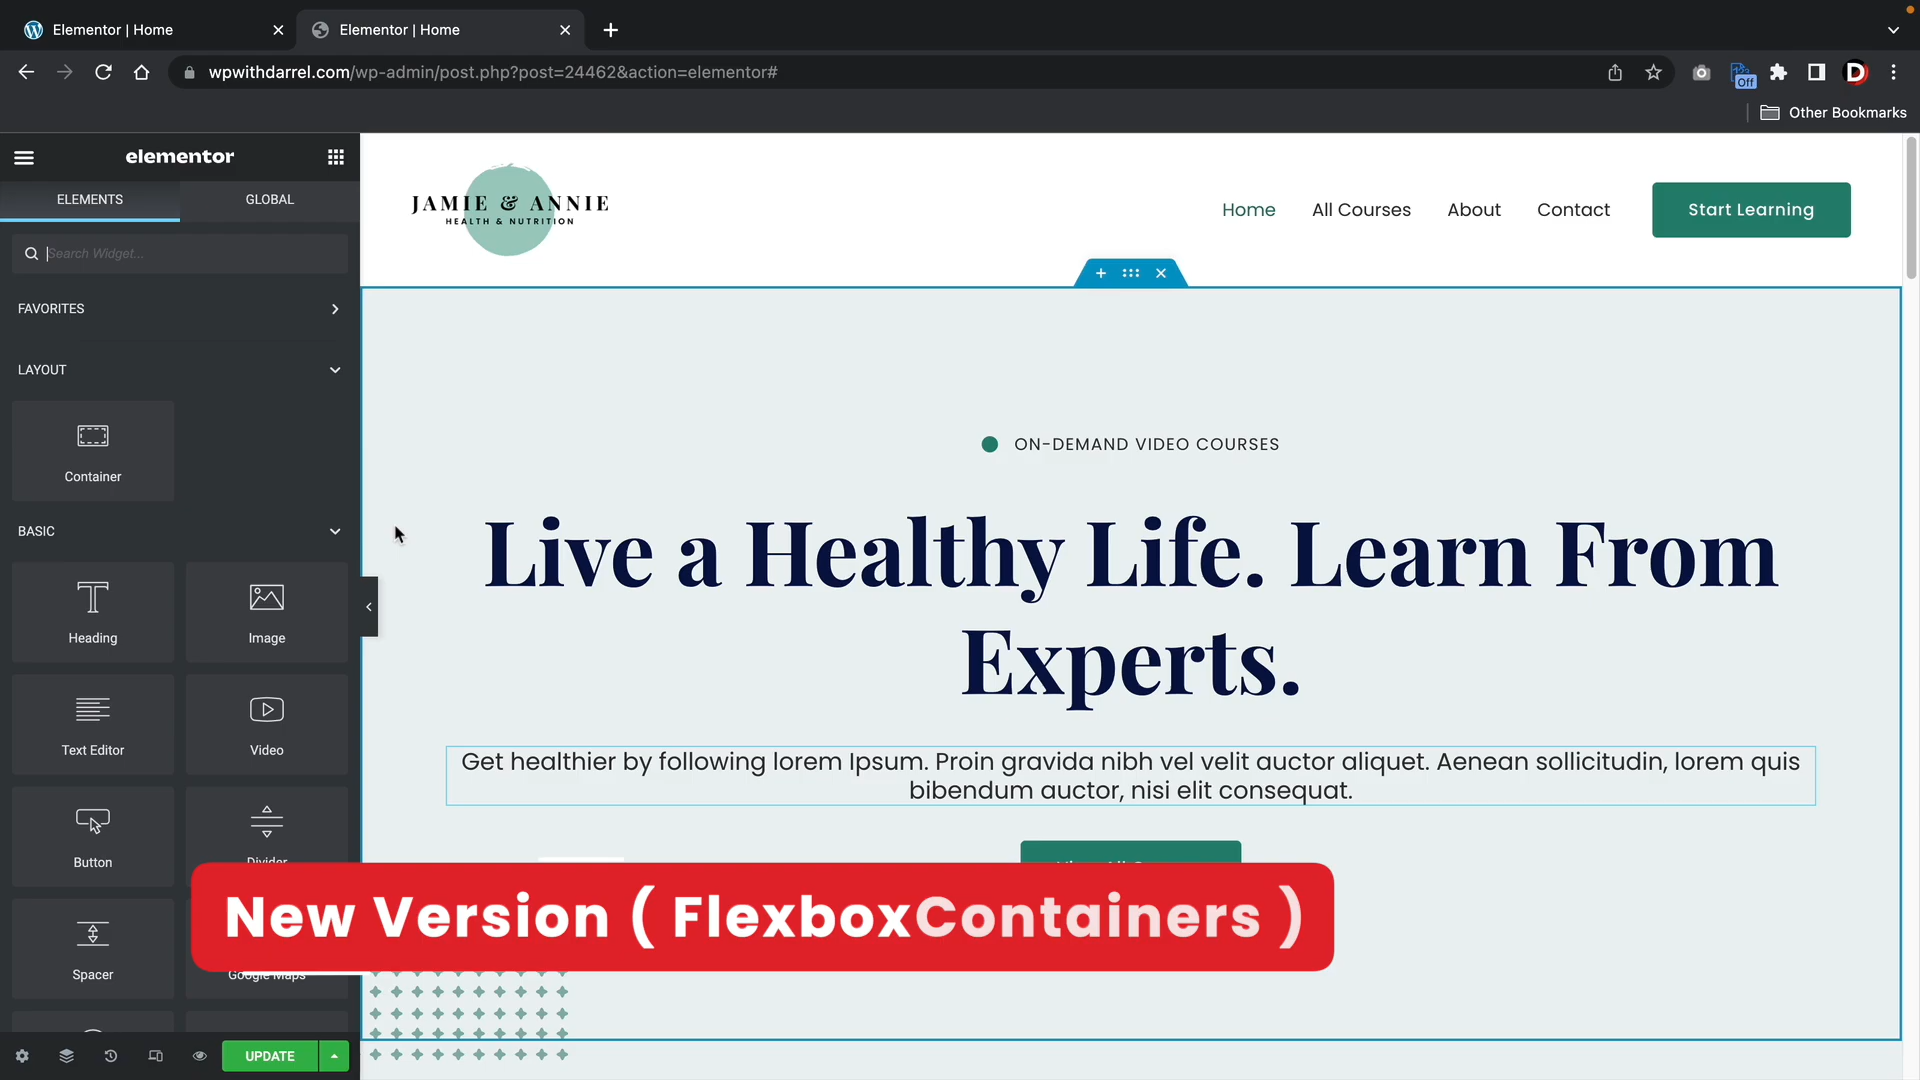 Elementor | Home
Elementor | Home
wpwithdarrel.com/wp-admin/post.php?post=24462&action=elementor#
Off
D
Other Bookmarks
elementor
ELEMENTS
GLOBAL
Search Widget...
FAVORITES
LAYOUT
Container
BASIC
Heading
Image
Text Editor
Video
Button
Divider
Spacer
Google Maps
UPDATE
JAMIE & ANNIE
HEALTH & NUTRITION
Home
All Courses
About
Contact
Start Learning
ON-DEMAND VIDEO COURSES
Live a Healthy Life. Learn From
Experts.
Get healthier by following lorem Ipsum. Proin gravida nibh vel velit auctor aliquet. Aenean sollicitudin, lorem quis
bibendum auctor, nisi elit consequat.
New Version ( FlexboxContainers )